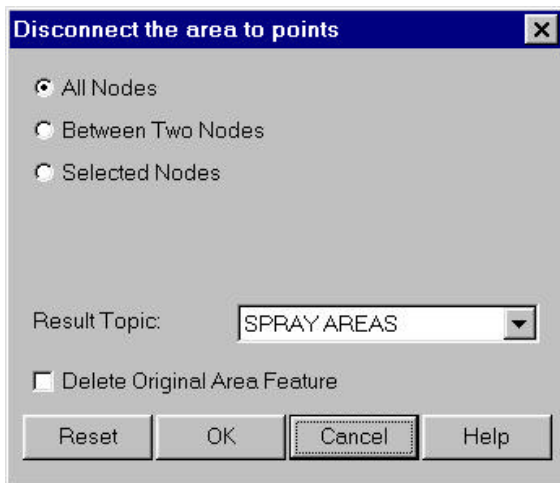 Disconnect the area to points
All Nodes
Between Two Nodes
Selected Nodes
Result Topic: SPRAY AREAS
Delete Original Area Feature
Reset OK Cancel Help